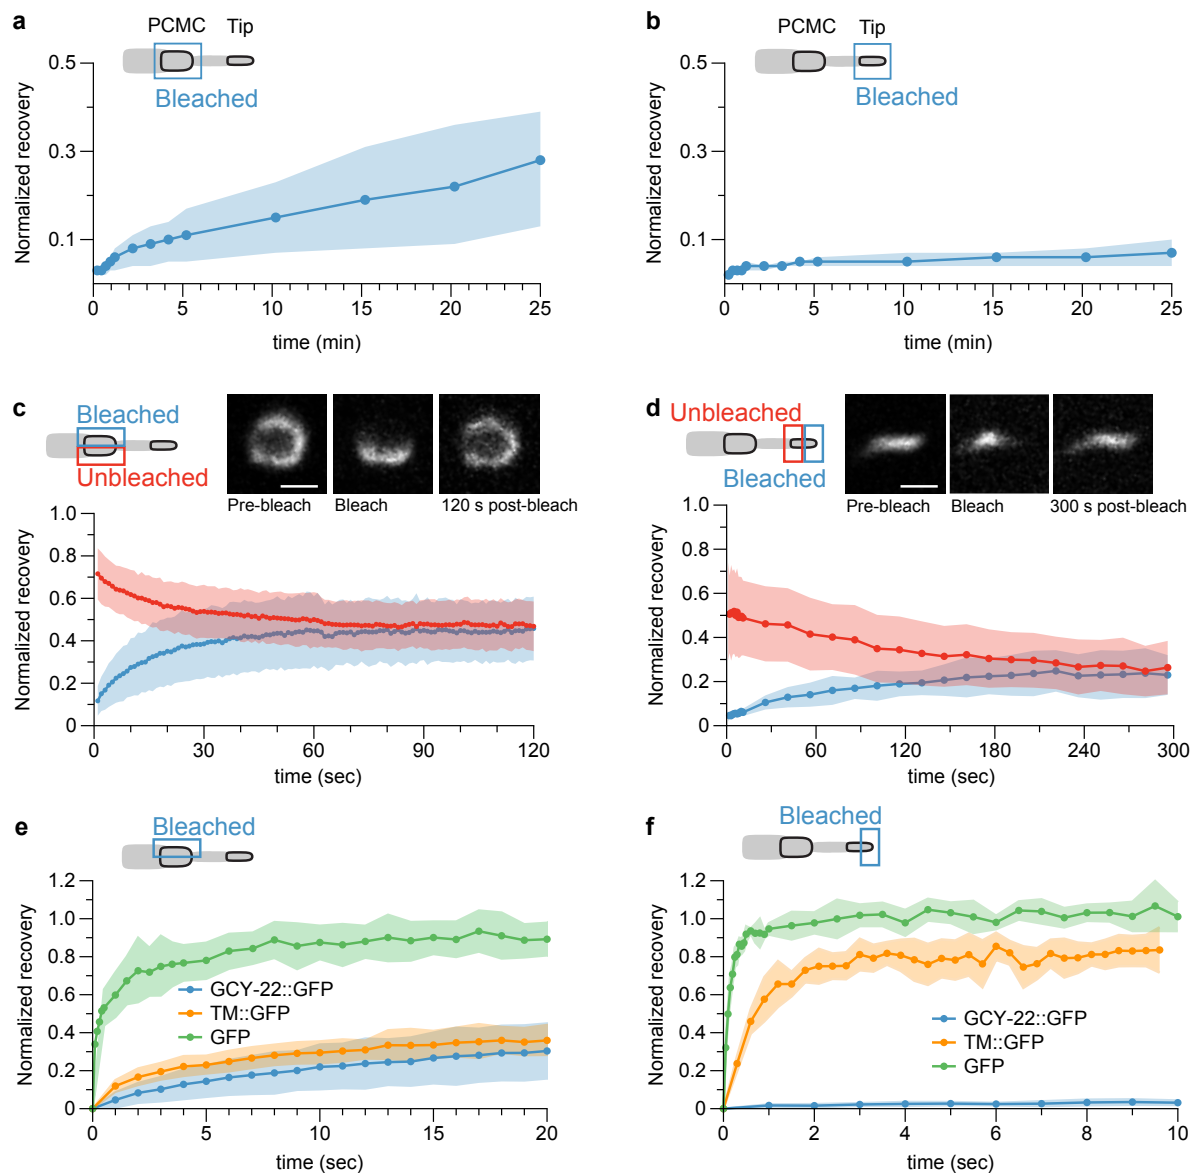 a
PCMC Tip
Bleached
0.5
0.3
0.1
Normalized recovery
0 5 10 15 20 25
time (min)
b
PCMC Tip
Bleached
0.5
0.3
0.1
Normalized recovery
0 5 10 15 20 25
time (min)
c
Bleached
Unbleached
Pre-bleach Bleach 120 s post-bleach
1.0
0.8
0.6
0.4
0.2
0
Normalized recovery
0 30 60 90 120
time (sec)
d
Unbleached
Bleached
Pre-bleach Bleach 300 s post-bleach
1.0
0.8
0.6
0.4
0.2
0
Normalized recovery
0 60 120 180 240 300
time (sec)
e
Bleached
1.2
1.0
0.8
0.6
0.4
0.2
0
Normalized recovery
GCY-22::GFP
TM::GFP
GFP
0 5 10 15 20
time (sec)
f
Bleached
1.2
1.0
0.8
0.6
0.4
0.2
0
Normalized recovery
GCY-22::GFP
TM::GFP
GFP
0 2 4 6 8 10
time (sec)